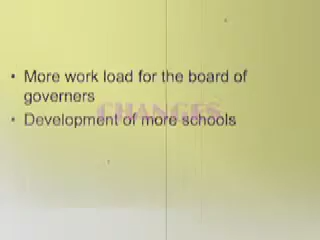 • More work load for the board of
governers
CHANGES
• Development of more schools